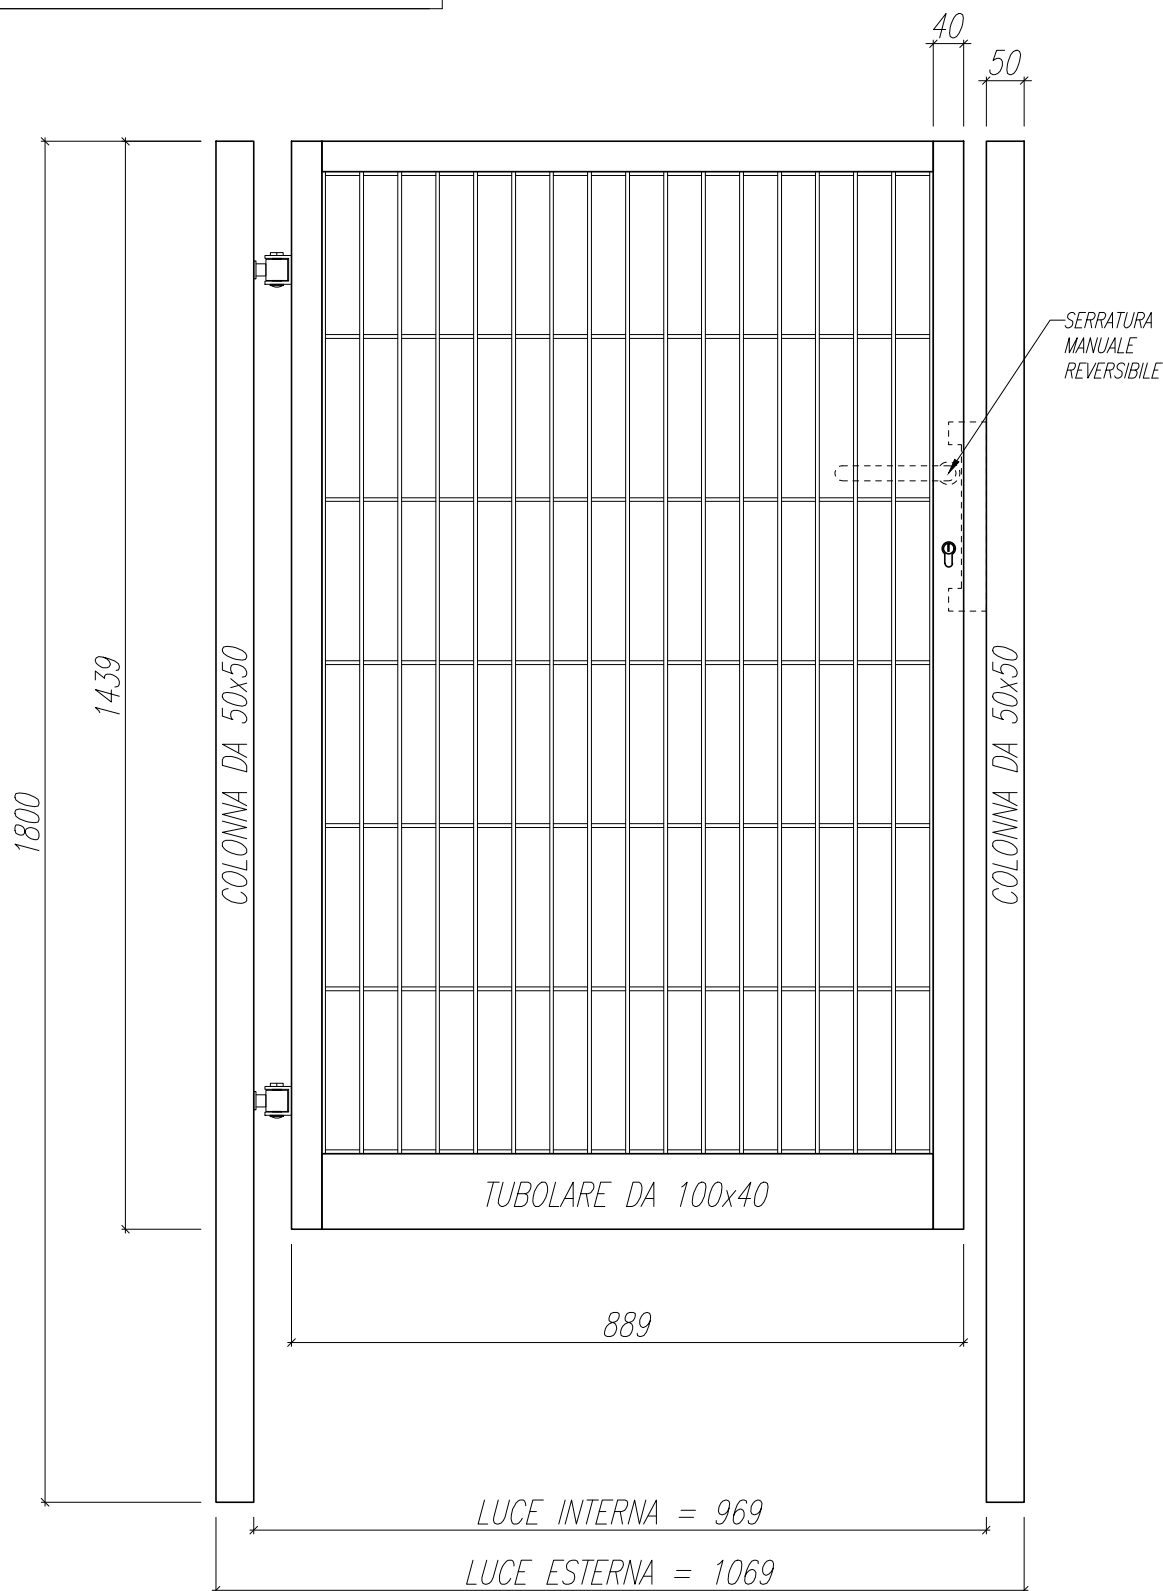 40
50
SERRATURA
MANUALE
REVERSIBILE
1439
1800
COLONNA DA 50x50
COLONNA DA 50x50
TUBOLARE DA 100x40
889
LUCE INTERNA = 969
LUCE ESTERNA = 1069